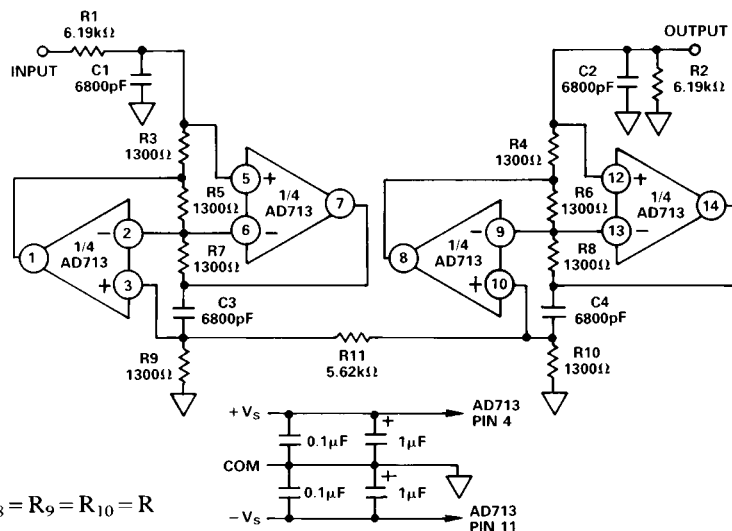 R1
6.19kΩ
INPUT
C1
6800pF
OUTPUT
C2
6800pF
R2
6.19kΩ
R3
1300Ω
R5
1300Ω
R7
1300Ω
5
+
6
–
1/4
AD713
7
1
1/4
AD713
–
2
+
3
C3
6800pF
R9
1300Ω
R11
5.62kΩ
R4
1300Ω
R6
1300Ω
R8
1300Ω
12
+
13
–
1/4
AD713
14
8
1/4
AD713
–
9
+
10
C4
6800pF
R10
1300Ω
+VS
0.1μF
+
1μF
AD713
PIN 4
COM
0.1μF
+
1μF
–VS
AD713
PIN 11
8 = R9 = R10 = R